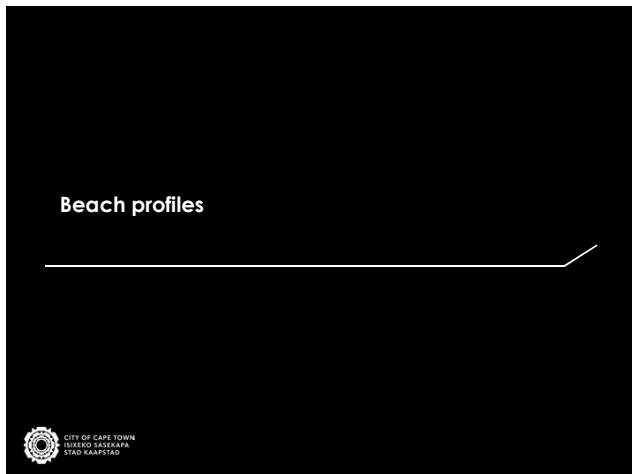 Beach profiles
CITY OF CAPE TOWN
ISIXEKO SASEKAPA
STAD KAAPSTAD